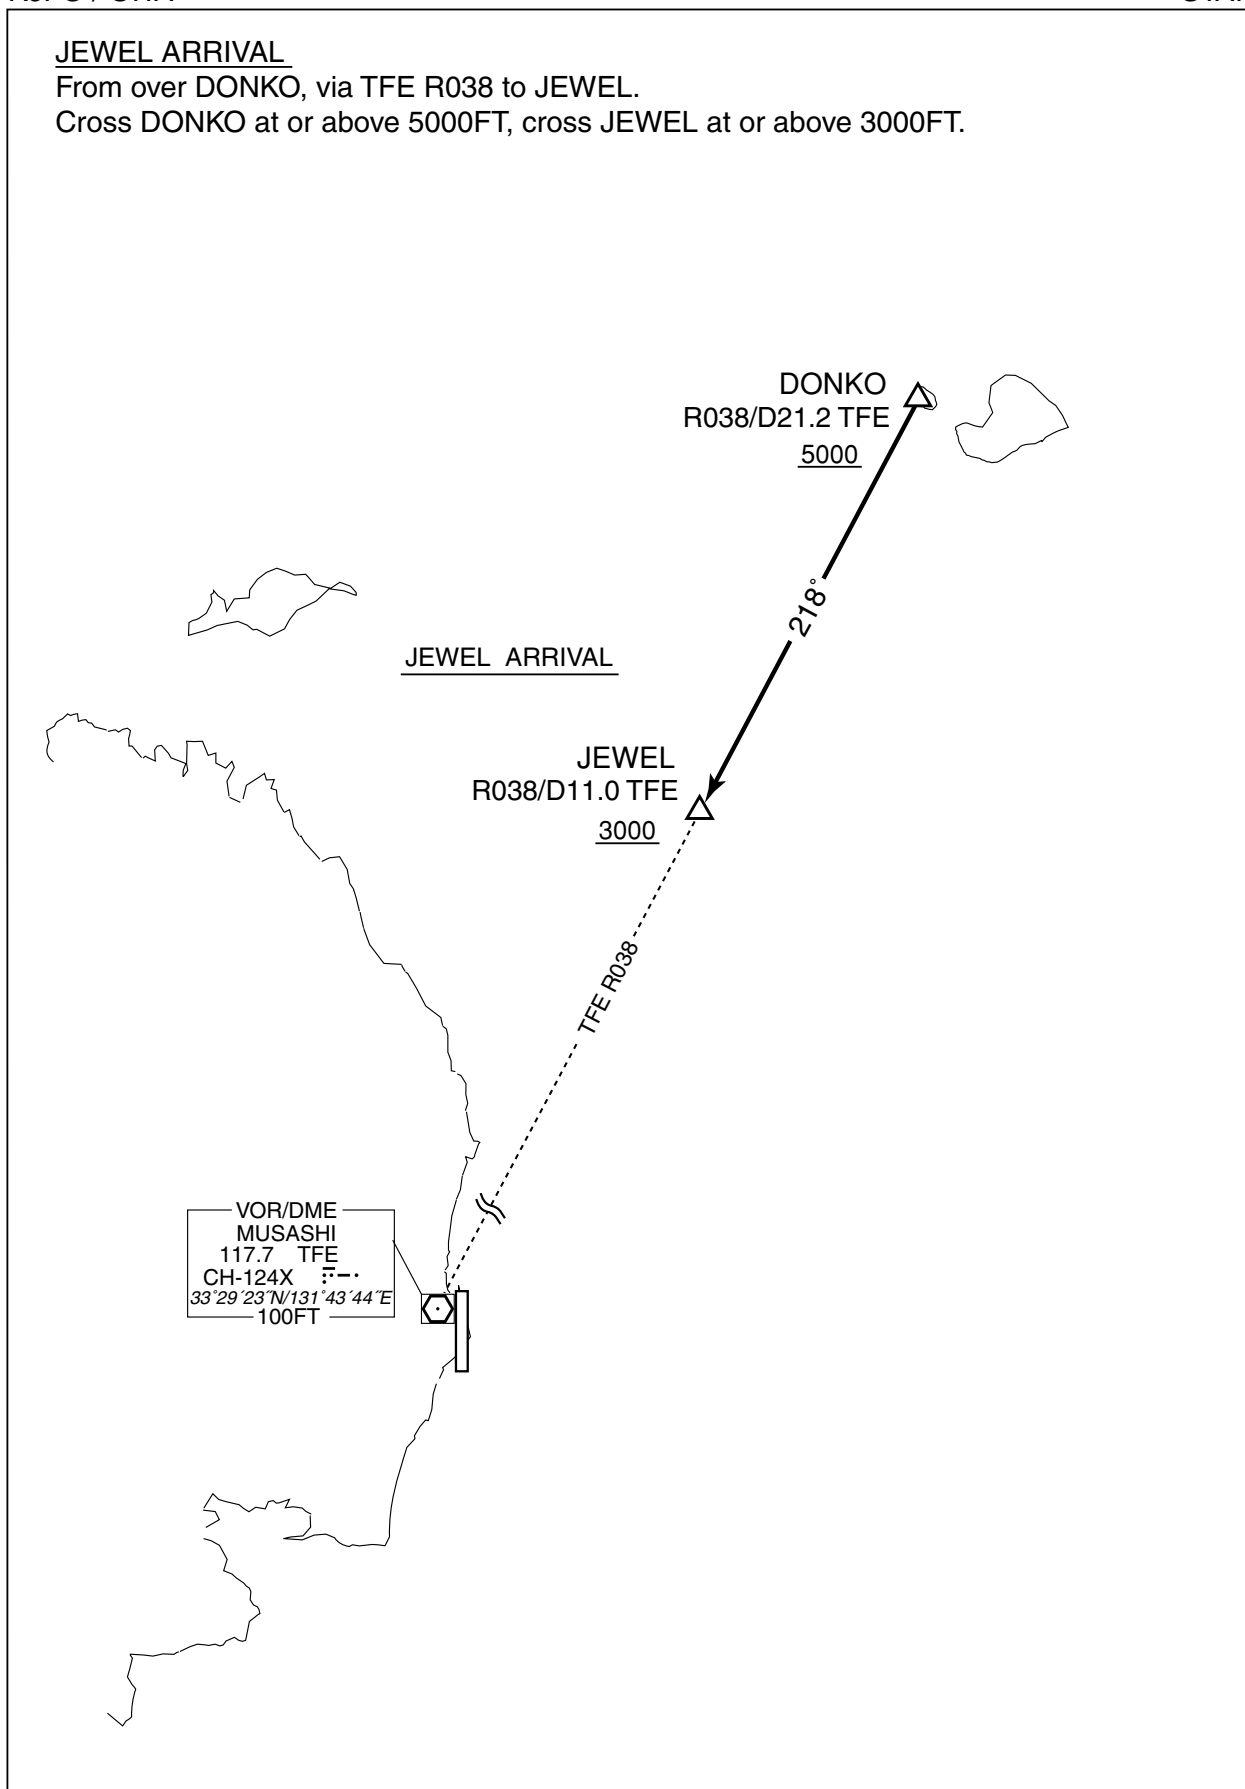 JEWEL ARRIVAL
From over DONKO, via TFE R038 to JEWEL.
Cross DONKO at or above 5000FT, cross JEWEL at or above 3000FT.
DONKO
R038/D21.2 TFE
5000
218°
JEWEL ARRIVAL
JEWEL
R038/D11.0 TFE
3000
TFE R038
VOR/DME
MUSASHI
117.7 TFE
CH-124X
33°29´23˝N/131°43´44˝E
100FT